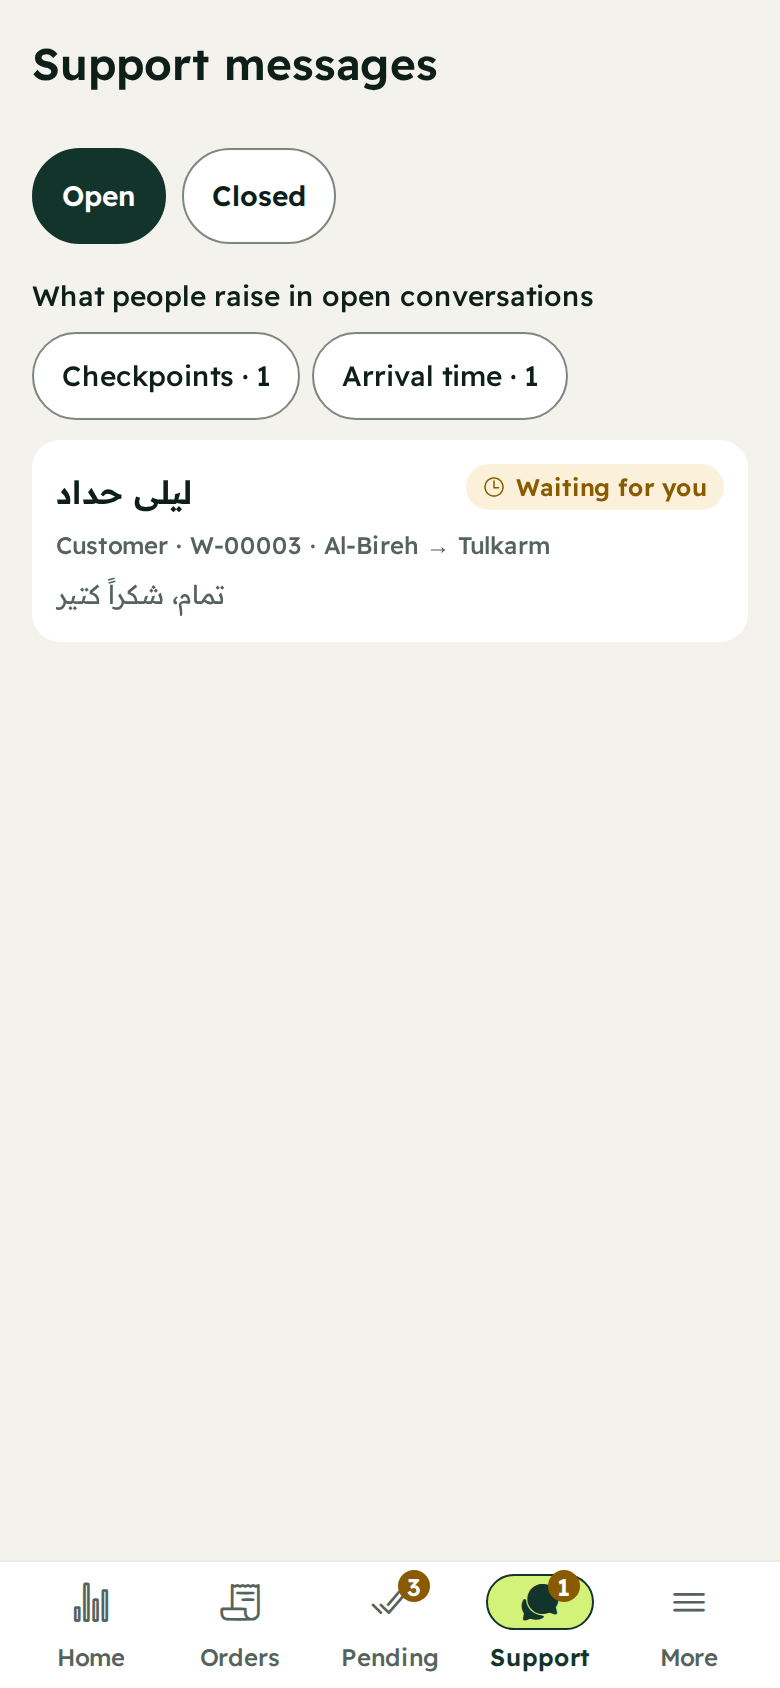 Support messages
Open
Closed
What people raise in open conversations
Checkpoints · 1
Arrival time · 1
ليلى حداد
Waiting for you
Customer · W-00003 · Al-Bireh → Tulkarm
تمام، شكراً كتير
3
1
Home
Orders
Pending
Support
More